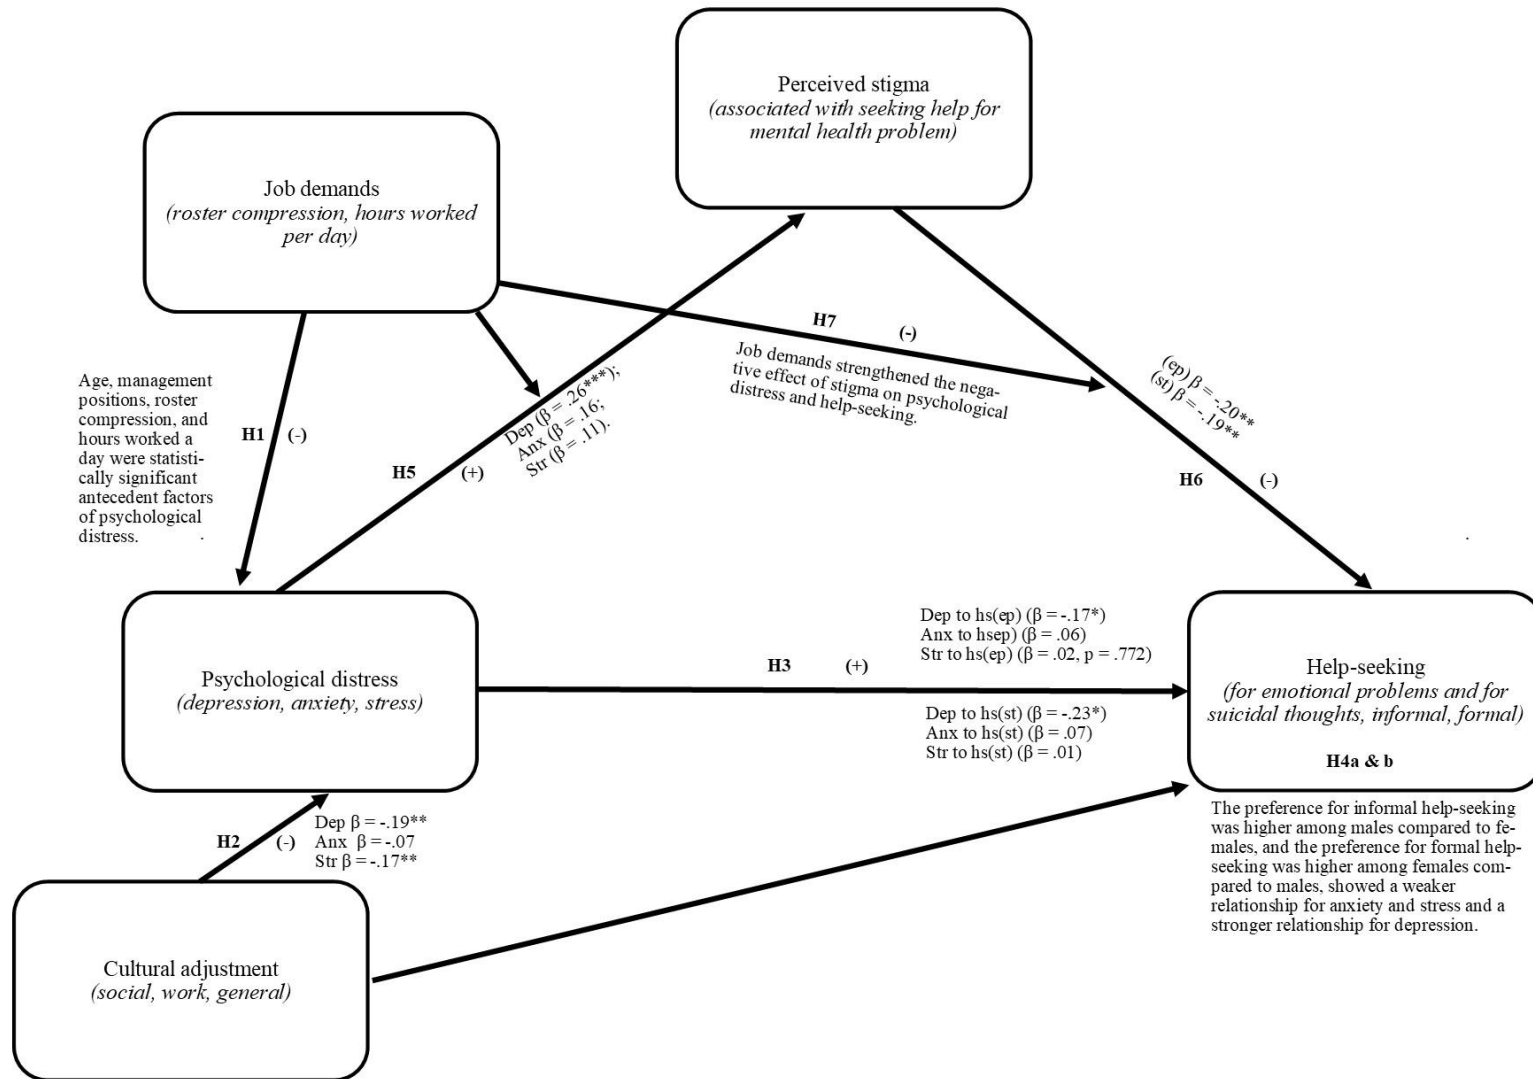 Perceived stigma
(associated with seeking help for
mental health problem)
Job demands
(roster compression, hours worked
per day)
H7 (-)
Job demands strengthened the nega-
tive effect of stigma on psychological
distress and help-seeking.
(ep) β = -.20**
(st) β = -.19**
H6 (-)
Age, management
positions, roster
compression, and
hours worked a
day were statisti-
cally significant
antecedent factors
of psychological
distress. .
H1 (-)
H5 (+)
Dep (β = .26***);
Anx (β = .16;
Str (β = .11).
.
Psychological distress
(depression, anxiety, stress)
H3 (+)
Dep to hs(ep) (β = -.17*)
Anx to hsep) (β = .06)
Str to hs(ep) (β = .02, p = .772)
Dep to hs(st) (β = -.23*)
Anx to hs(st) (β = .07)
Str to hs(st) (β = .01)
Help-seeking
(for emotional problems and for
suicidal thoughts, informal, formal)
H4a & b
The preference for informal help-seeking
was higher among males compared to fe-
males, and the preference for formal help-
seeking was higher among females com-
pared to males, showed a weaker
relationship for anxiety and stress and a
stronger relationship for depression.
H2 (-)
Dep β = -.19**
Anx β = -.07
Str β = -.17**
Cultural adjustment
(social, work, general)